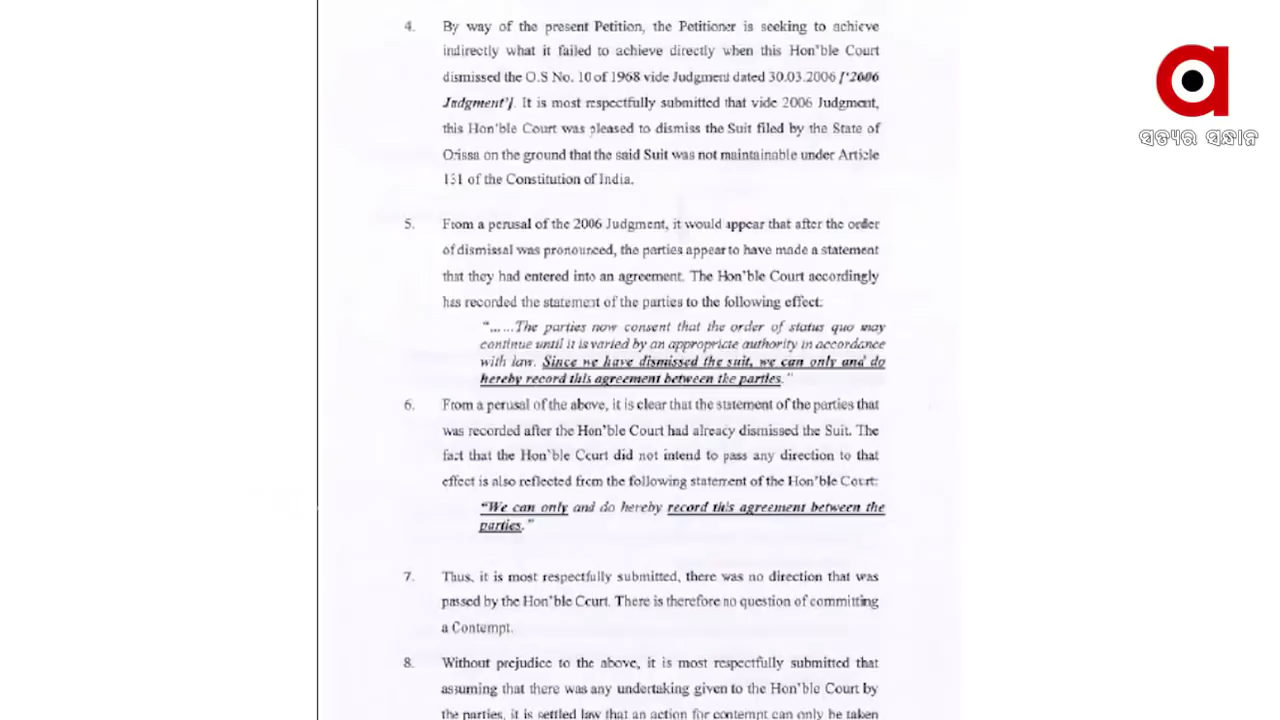 4. By way of the present Petition, the Petitioner is seeking to achieve
indirectly what it failed to achieve directly when this Hon'ble Court
dismissed the O.S No. 10 of 1968 vide Judgment dated 30.03.2006 ['2006
Judgment']. It is most respectfully submitted that vide 2006 Judgment,
this Hon'ble Court was pleased to dismiss the Suit filed by the State of
Orissa on the ground that the said Suit was not maintainable under Article
131 of the Constitution of India.
5. From a perusal of the 2006 Judgment, it would appear that after the order
of dismissal was pronounced, the parties appear to have made a statement
that they had entered into an agreement. The Hon'ble Court accordingly
has recorded the statement of the parties to the following effect:
"......The parties now consent that the order of status quo may
continue until it is varied by an appropriate authority in accordance
with law. Since we have dismissed the suit, we can only and do
hereby record this agreement between the parties."
6. From a perusal of the above, it is clear that the statement of the parties that
was recorded after the Hon'ble Court had already dismissed the Suit. The
fact that the Hon'ble Court did not intend to pass any direction to that
effect is also reflected from the following statement of the Hon'ble Court:
"We can only and do hereby record this agreement between the
parties."
7. Thus, it is most respectfully submitted, there was no direction that was
passed by the Hon'ble Court. There is therefore no question of committing
a Contempt.
8. Without prejudice to the above, it is most respectfully submitted that
assuming that there was any undertaking given to the Hon'ble Court by
the parties, it is settled law that an action for contempt can only be taken
a
ସତ୍ୟର ସନ୍ଧାନ